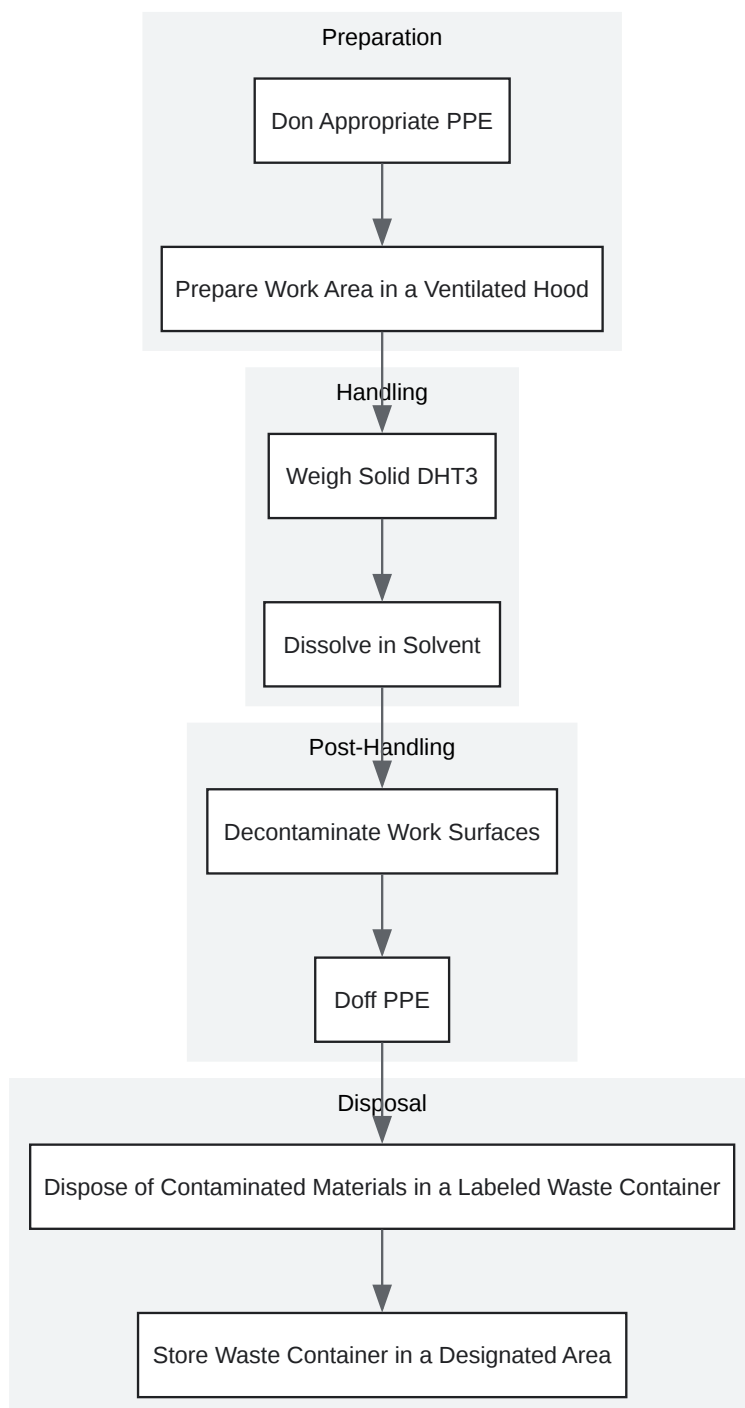 Preparation
Don Appropriate PPE
Prepare Work Area in a Ventilated Hood
Handling
Weigh Solid DHT3
Dissolve in Solvent
Post-Handling
Decontaminate Work Surfaces
Doff PPE
Disposal
Dispose of Contaminated Materials in a Labeled Waste Container
Store Waste Container in a Designated Area